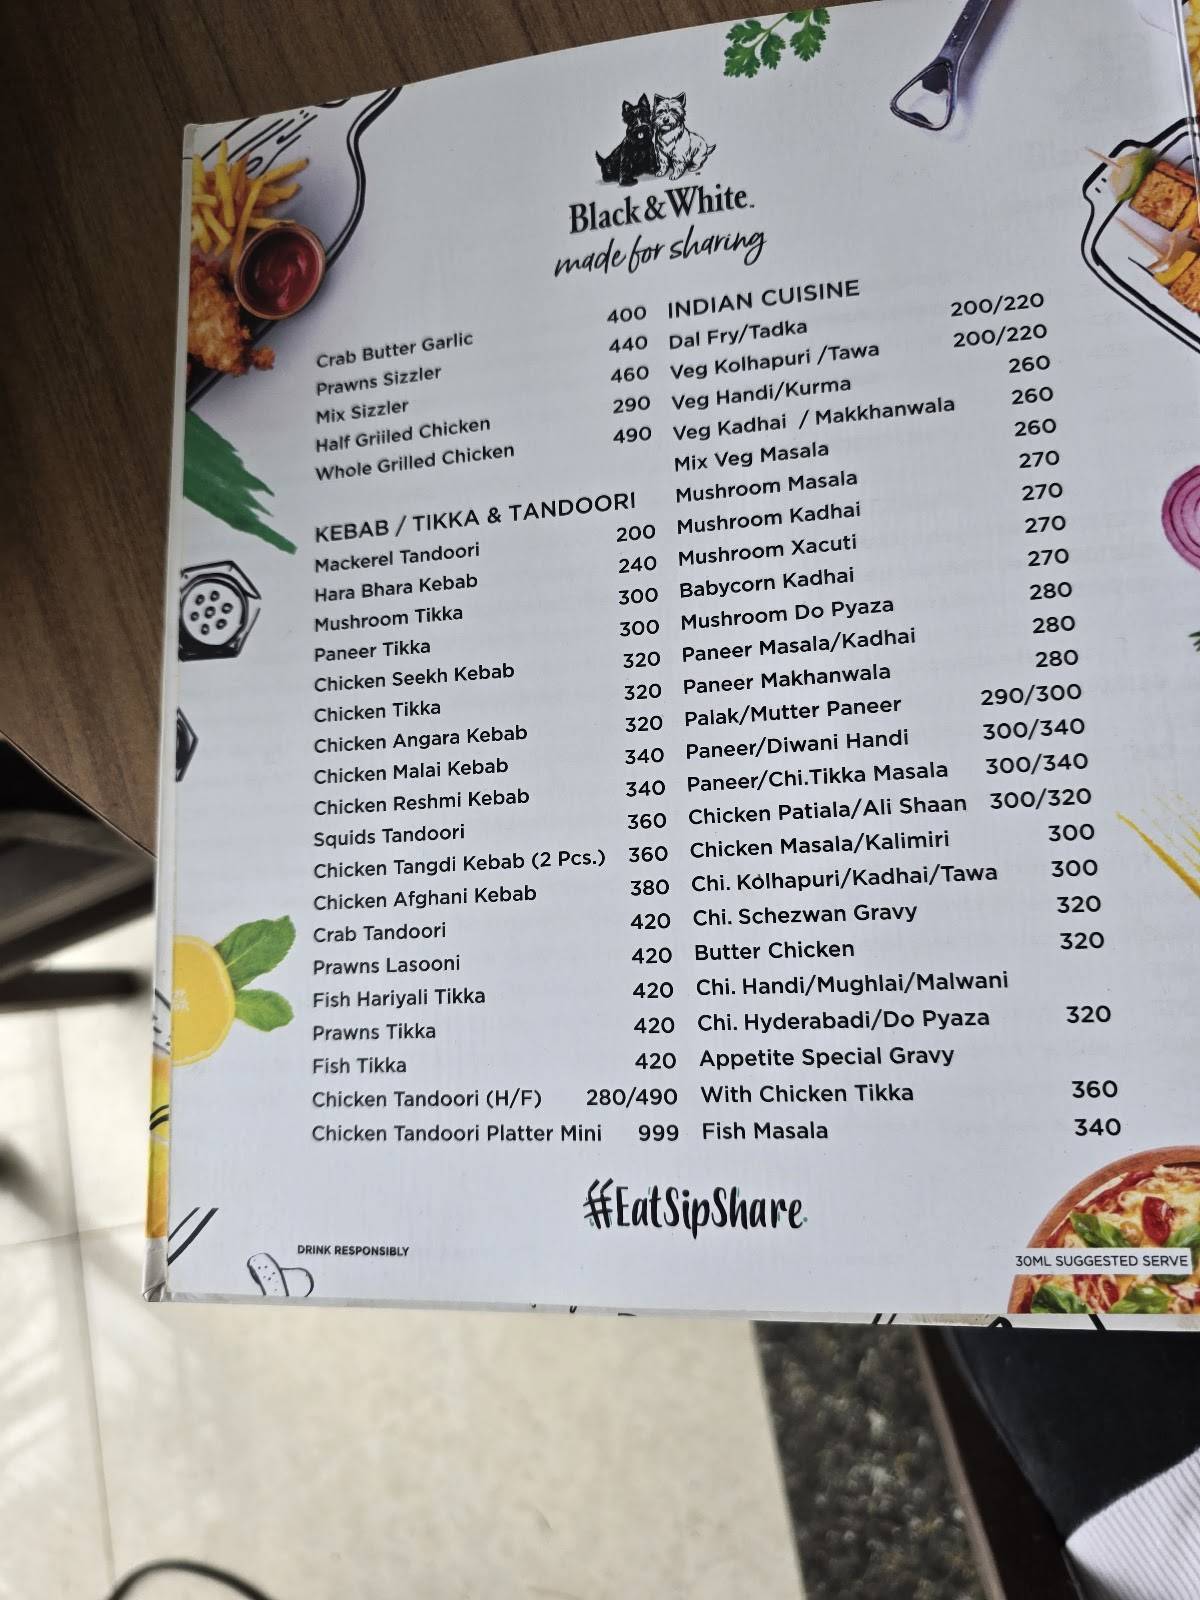 Black & White.
made for sharing
Crab Butter Garlic 400
Prawns Sizzler 440
Mix Sizzler 460
Half Griiled Chicken 290
Whole Grilled Chicken 490
KEBAB / TIKKA & TANDOORI
Mackerel Tandoori 200
Hara Bhara Kebab 240
Mushroom Tikka 300
Paneer Tikka 300
Chicken Seekh Kebab 320
Chicken Tikka 320
Chicken Angara Kebab 320
Chicken Malai Kebab 340
Chicken Reshmi Kebab 340
Squids Tandoori 360
Chicken Tangdi Kebab (2 Pcs.) 360
Chicken Afghani Kebab 380
Crab Tandoori 420
Prawns Lasooni 420
Fish Hariyali Tikka 420
Prawns Tikka 420
Fish Tikka 420
Chicken Tandoori (H/F) 280/490
Chicken Tandoori Platter Mini 999
INDIAN CUISINE
Dal Fry/Tadka 200/220
Veg Kolhapuri /Tawa 200/220
Veg Handi/Kurma 260
Veg Kadhai / Makkhanwala 260
Mix Veg Masala 260
Mushroom Masala 270
Mushroom Kadhai 270
Mushroom Xacuti 270
Babycorn Kadhai 270
Mushroom Do Pyaza 280
Paneer Masala/Kadhai 280
Paneer Makhanwala 280
Palak/Mutter Paneer 290/300
Paneer/Diwani Handi 300/340
Paneer/Chi.Tikka Masala 300/340
Chicken Patiala/Ali Shaan 300/320
Chicken Masala/Kalimiri 300
Chi. Kolhapuri/Kadhai/Tawa 300
Chi. Schezwan Gravy 320
Butter Chicken 320
Chi. Handi/Mughlai/Malwani
Chi. Hyderabadi/Do Pyaza 320
Appetite Special Gravy
With Chicken Tikka 360
Fish Masala 340
#EatSipShare
DRINK RESPONSIBLY
30ML SUGGESTED SERVE